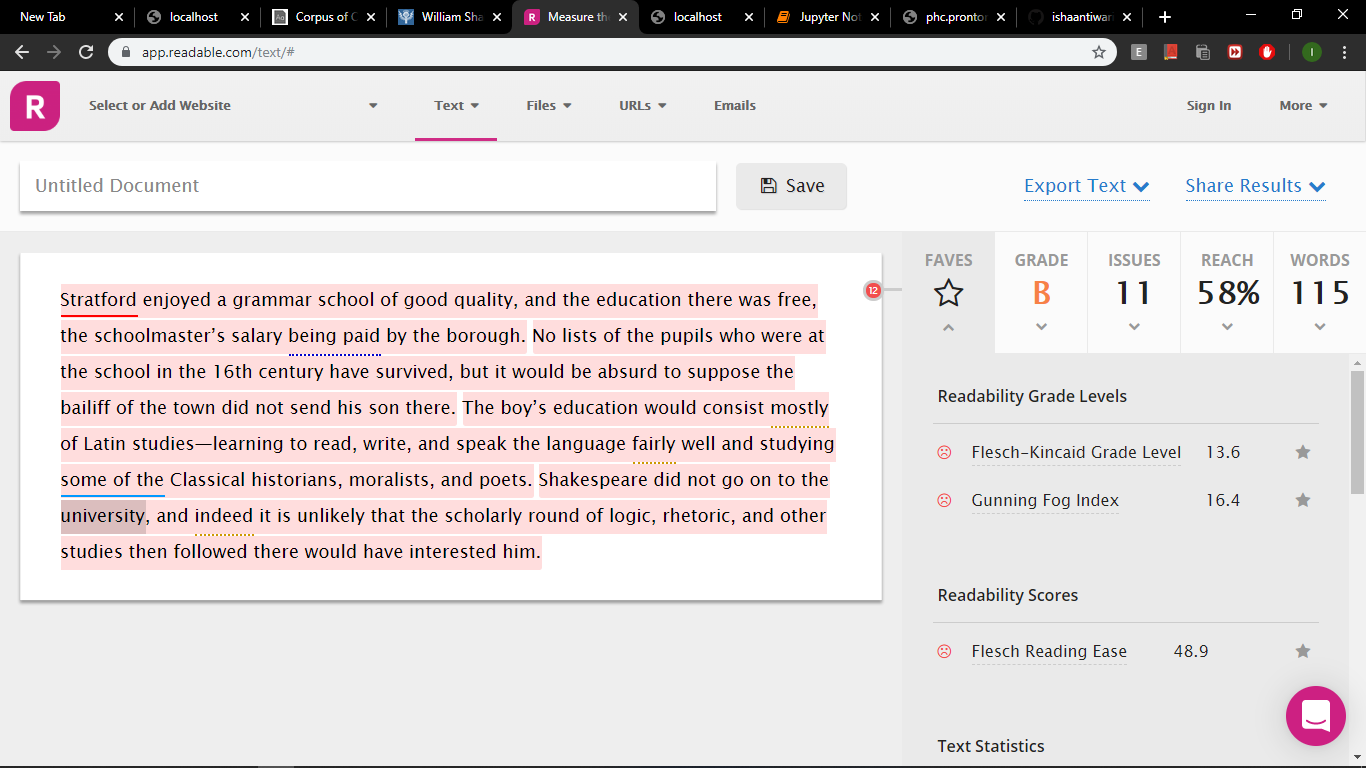 New Tab
localhost
Corpus of C
William Sha
Measure th
localhost
Jupyter Not
phc.pronto
ishaantiwari
app.readable.com/text/#
E
I
R
Select or Add Website
Text
Files
URLs
Emails
Sign In
More
Untitled Document
Save
Export Text
Share Results
Stratford enjoyed a grammar school of good quality, and the education there was free,
the schoolmaster’s salary being paid by the borough. No lists of the pupils who were at
the school in the 16th century have survived, but it would be absurd to suppose the
bailiff of the town did not send his son there. The boy’s education would consist mostly
of Latin studies—learning to read, write, and speak the language fairly well and studying
some of the Classical historians, moralists, and poets. Shakespeare did not go on to the
university, and indeed it is unlikely that the scholarly round of logic, rhetoric, and other
studies then followed there would have interested him.
12
FAVES
GRADE
B
ISSUES
11
REACH
58%
WORDS
115
Readability Grade Levels
Flesch-Kincaid Grade Level 13.6
Gunning Fog Index 16.4
Readability Scores
Flesch Reading Ease 48.9
Text Statistics